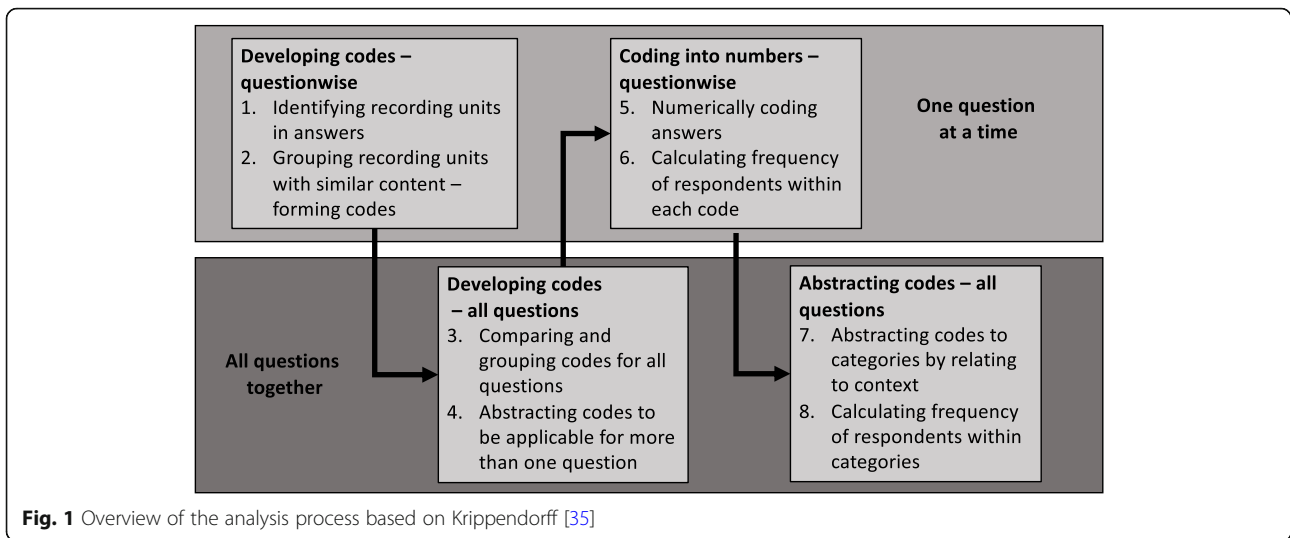 Developing codes –
questionwise
1. Identifying recording units
in answers
2. Grouping recording units
with similar content –
forming codes
Coding into numbers –
questionwise
5. Numerically coding
answers
6. Calculating frequency
of respondents within
each code
One question
at a time
All questions
together
Developing codes
– all questions
3. Comparing and
grouping codes for all
questions
4. Abstracting codes to
be applicable for more
than one question
Abstracting codes – all
questions
7. Abstracting codes to
categories by relating
to context
8. Calculating frequency
of respondents within
categories
Fig. 1 Overview of the analysis process based on Krippendorff [35]